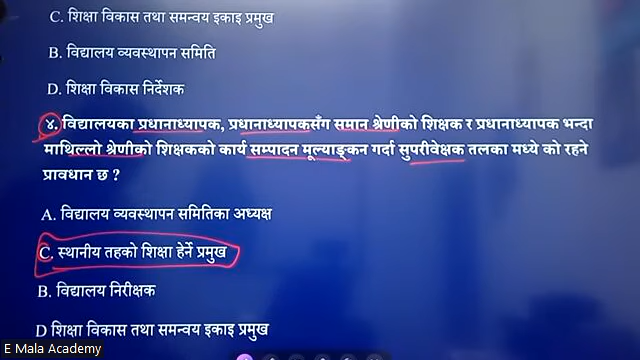 C. शिक्षा विकास तथा समन्वय इकाइ प्रमुख
B. विद्यालय व्यवस्थापन समिति
D. शिक्षा विकास निर्देशक
४. विद्यालयका प्रधानाध्यापक, प्रधानाध्यापकसँग समान श्रेणीको शिक्षक र प्रधानाध्यापक भन्दा
माथिल्लो श्रेणीको शिक्षकको कार्य सम्पादन मूल्याङ्कन गर्दा सुपरीवेक्षक तलका मध्ये को रहने
प्रावधान छ ?
A. विद्यालय व्यवस्थापन समितिका अध्यक्ष
C. स्थानीय तहको शिक्षा हेर्ने प्रमुख
B. विद्यालय निरीक्षक
D शिक्षा विकास तथा समन्वय इकाइ प्रमुख
E Mala Academy